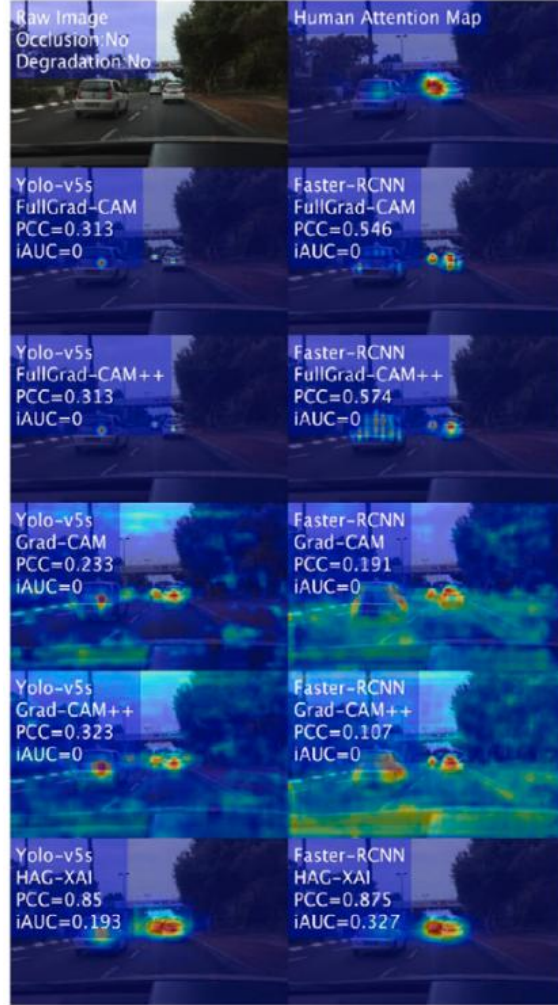 Raw Image
Occlusion:No
Degradation:No
Human Attention Map
Yolo-v5s
FullGrad-CAM
PCC=0.313
iAUC=0
Faster-RCNN
FullGrad-CAM
PCC=0.546
iAUC=0
Yolo-v5s
FullGrad-CAM++
PCC=0.313
iAUC=0
Faster-RCNN
FullGrad-CAM++
PCC=0.574
iAUC=0
Yolo-v5s
Grad-CAM
PCC=0.233
iAUC=0
Faster-RCNN
Grad-CAM
PCC=0.191
iAUC=0
Yolo-v5s
Grad-CAM++
PCC=0.323
iAUC=0
Faster-RCNN
Grad-CAM++
PCC=0.107
iAUC=0
Yolo-v5s
HAG-XAI
PCC=0.85
iAUC=0.193
Faster-RCNN
HAG-XAI
PCC=0.875
iAUC=0.327